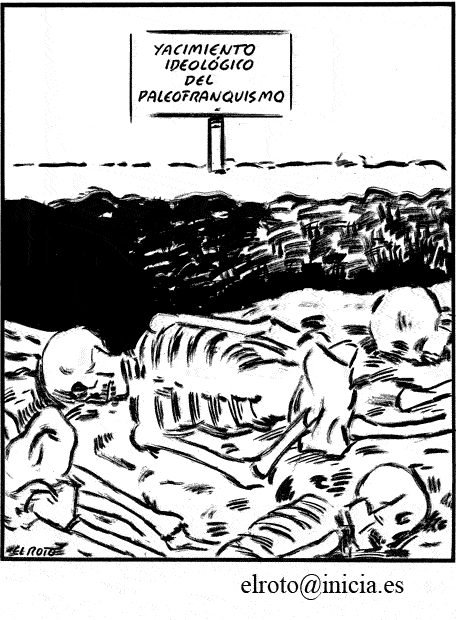 YACIMIENTO
IDEOLÓGICO
DEL
PALEOFRANQUISMO
EL ROTO
elroto@inicia.es